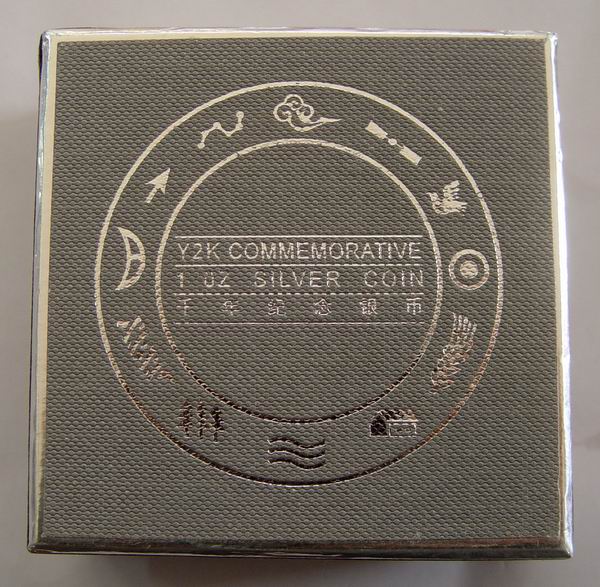 Y2K COMMEMORATIVE
1 OZ SILVER COIN
千年纪念银币